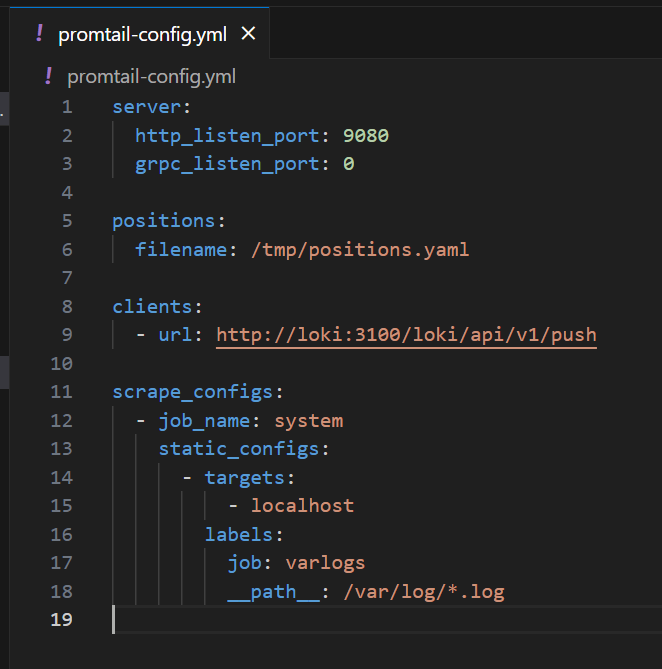 ! promtail-config.yml ×
! promtail-config.yml
1 server:
2   http_listen_port: 9080
3   grpc_listen_port: 0
4
5 positions:
6   filename: /tmp/positions.yaml
7
8 clients:
9   - url: http://loki:3100/loki/api/v1/push
10
11 scrape_configs:
12   - job_name: system
13     static_configs:
14       - targets:
15           - localhost
16         labels:
17           job: varlogs
18           __path__: /var/log/*.log
19